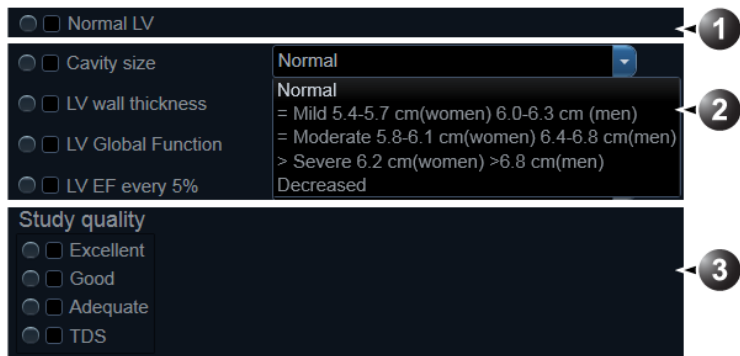 Normal LV
1
Cavity size
Normal
Normal
= Mild 5.4-5.7 cm(women) 6.0-6.3 cm (men)
LV wall thickness
2
= Moderate 5.8-6.1 cm(women) 6.4-6.8 cm(men)
LV Global Function
> Severe 6.2 cm(women) >6.8 cm(men)
LV EF every 5%
Decreased
Study quality
Excellent
3
Good
Adequate
TDS